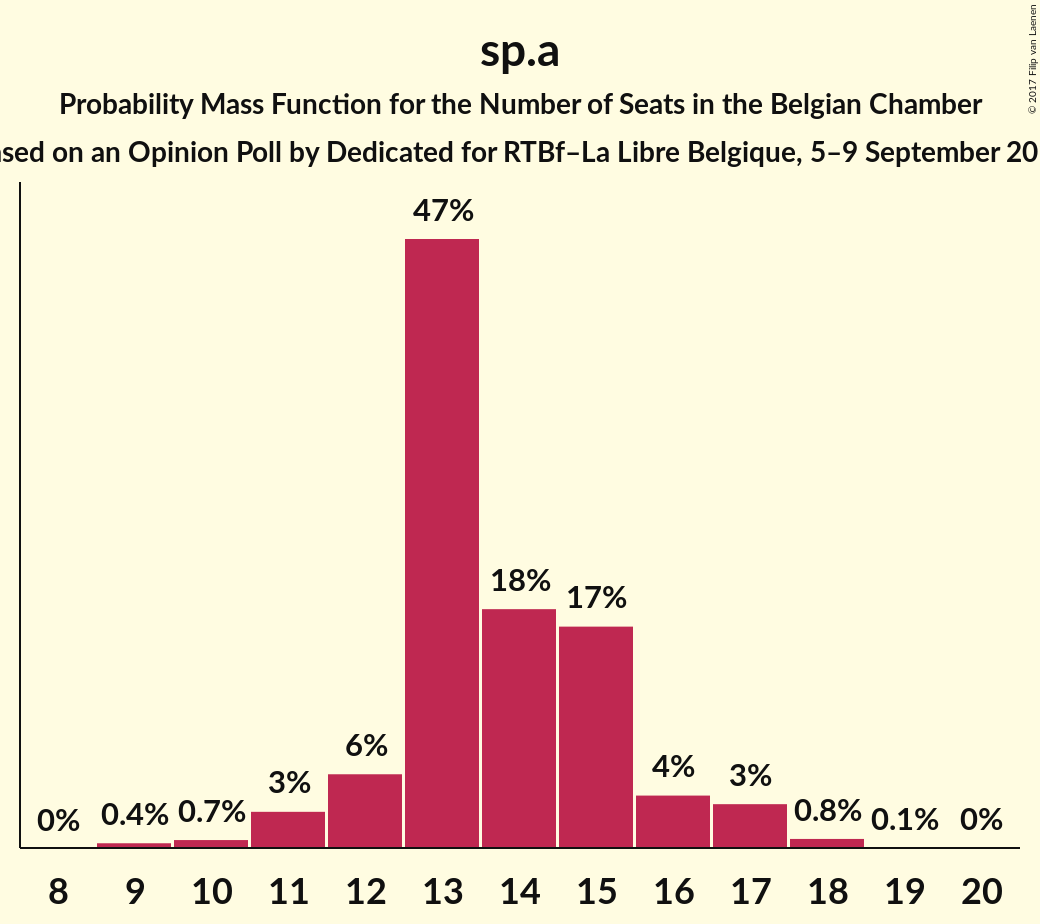 sp.a
Probability Mass Function for the Number of Seats in the Belgian Chamber
on an Opinion Poll by Dedicated for RTBf–La Libre Belgique, 5–9 September
© 2017 Filip van Laenen
47%
18%
17%
6%
4%
3%
3%
0% 0.4% 0.7% 0.8% 0.1% 0%
8 9 10 11 12 13 14 15 16 17 18 19 20